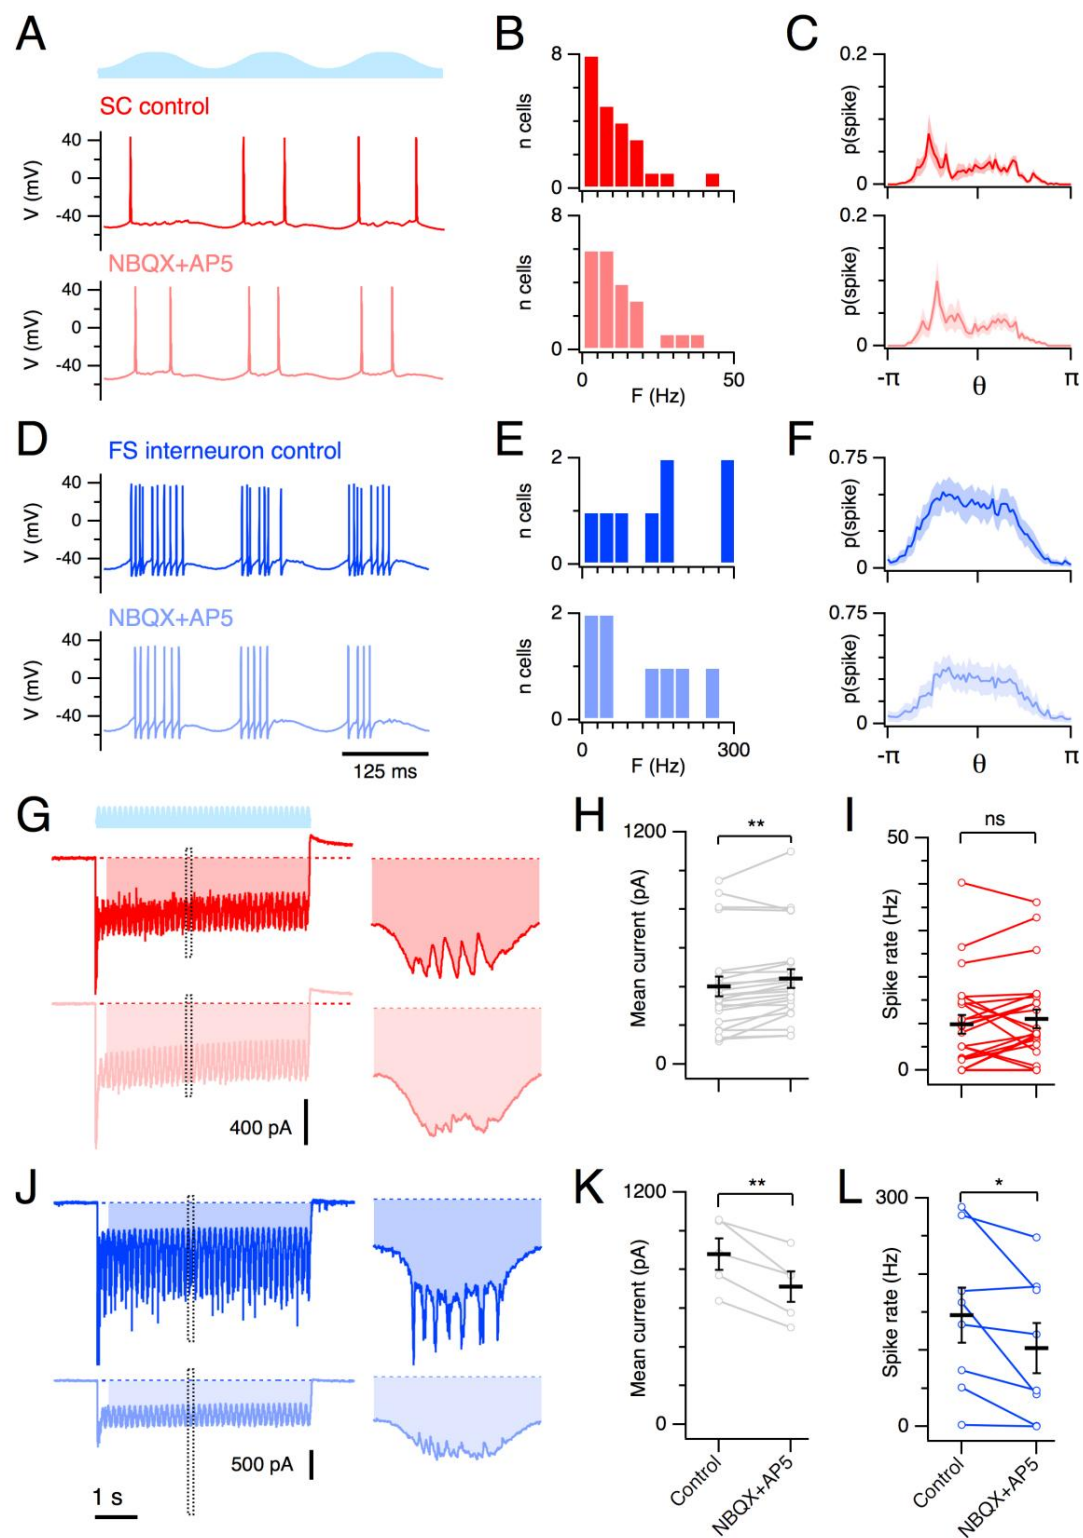 A
B
C
SC control
40
0
-40
V (mV)
8
0
n cells
0.2
0
p(spike)
NBQX+AP5
40
0
-40
V (mV)
8
0
n cells
0
50
F (Hz)
0.2
0
p(spike)
-π
θ
π
D
E
F
FS interneuron control
40
0
-40
V (mV)
2
0
n cells
0.75
0
p(spike)
NBQX+AP5
40
0
-40
V (mV)
125 ms
2
0
n cells
0
300
F (Hz)
0.75
0
p(spike)
-π
θ
π
G
H
I
400 pA
1200
0
Mean current (pA)
**
50
0
Spike rate (Hz)
ns
J
K
L
500 pA
1 s
1200
0
Mean current (pA)
**
Control
NBQX+AP5
300
0
Spike rate (Hz)
*
Control
NBQX+AP5